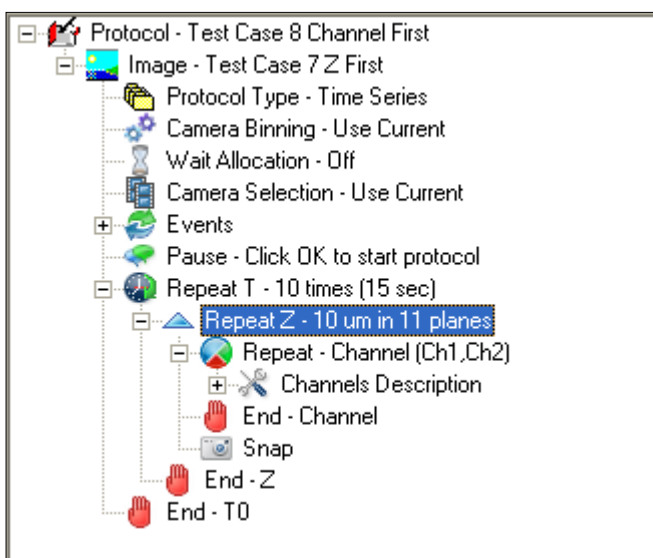 Protocol - Test Case 8 Channel First
Image - Test Case 7 Z First
Protocol Type - Time Series
Camera Binning - Use Current
Wait Allocation - Off
Camera Selection - Use Current
Events
Pause - Click OK to start protocol
Repeat T - 10 times (15 sec)
Repeat Z - 10 um in 11 planes
Repeat - Channel (Ch1,Ch2)
Channels Description
End - Channel
Snap
End - Z
End - T0